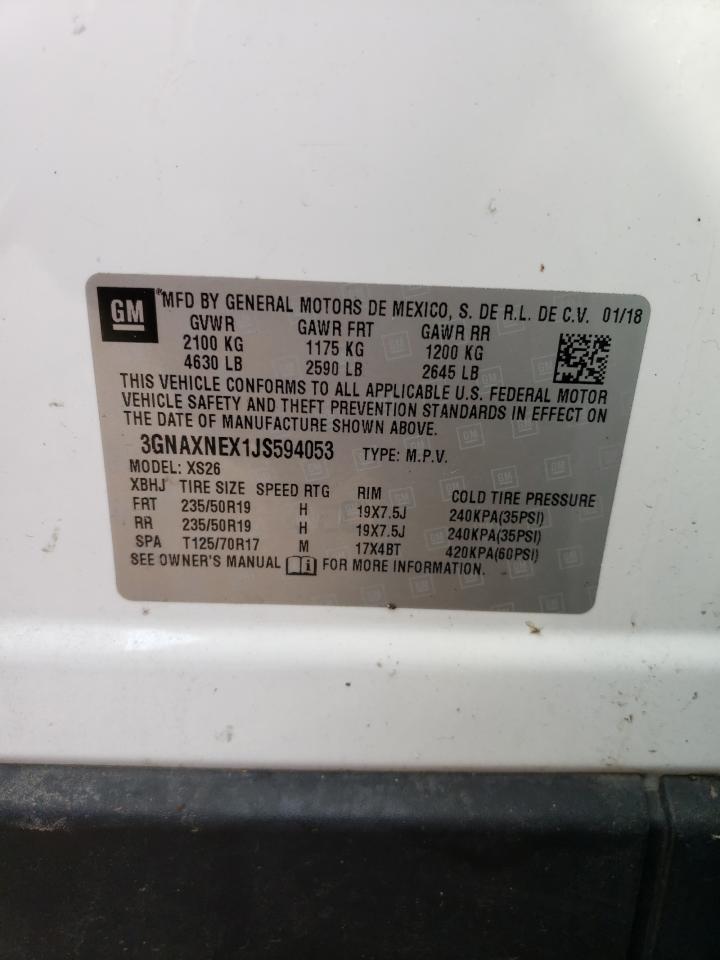 GM ®MFD BY GENERAL MOTORS DE MEXICO, S. DE R.L. DE C.V. 01/18
GVWR GAWR FRT GAWR RR
2100 KG 1175 KG 1200 KG
4630 LB 2590 LB 2645 LB
THIS VEHICLE CONFORMS TO ALL APPLICABLE U.S. FEDERAL MOTOR
VEHICLE SAFETY AND THEFT PREVENTION STANDARDS IN EFFECT ON
THE DATE OF MANUFACTURE SHOWN ABOVE.
3GNAXNEX1JS594053 TYPE: M.P.V.
MODEL: XS26
XBHJ TIRE SIZE SPEED RTG RIM COLD TIRE PRESSURE
FRT 235/50R19 H 19X7.5J 240KPA(35PSI)
RR 235/50R19 H 19X7.5J 240KPA(35PSI)
SPA T125/70R17 M 17X4BT 420KPA(60PSI)
SEE OWNER'S MANUAL FOR MORE INFORMATION.